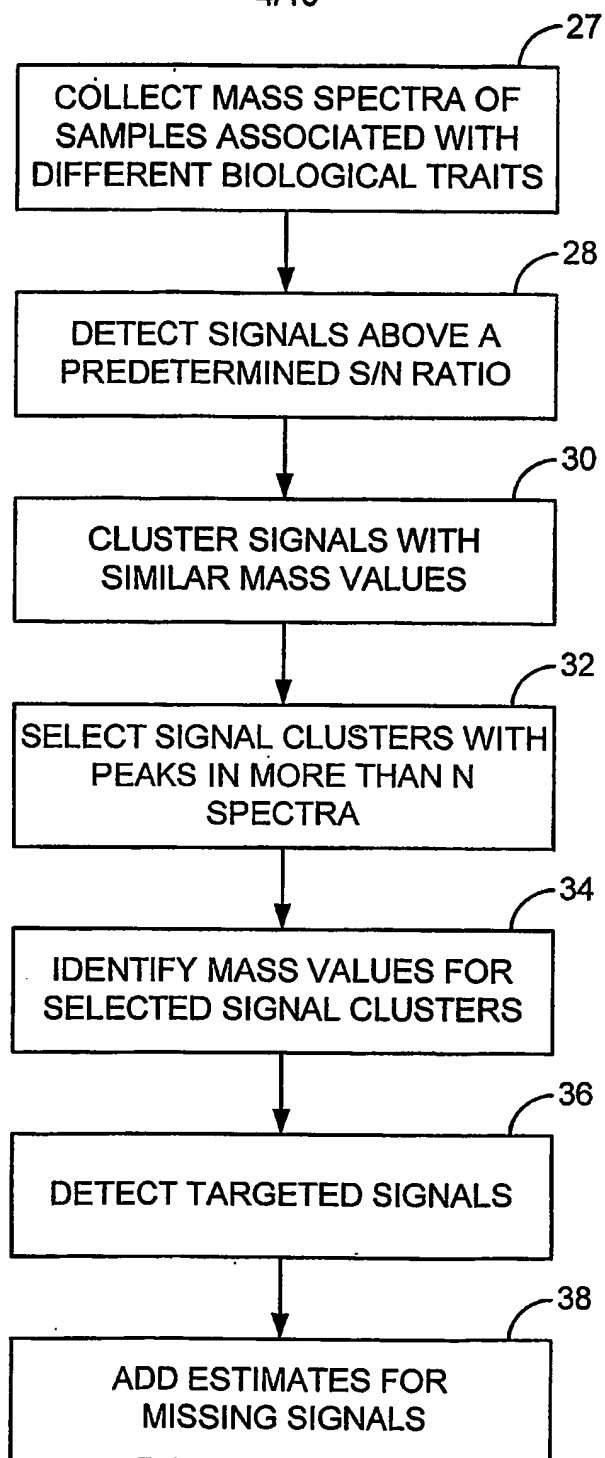 27
COLLECT MASS SPECTRA OF
SAMPLES ASSOCIATED WITH
DIFFERENT BIOLOGICAL TRAITS
28
DETECT SIGNALS ABOVE A
PREDETERMINED S/N RATIO
30
CLUSTER SIGNALS WITH
SIMILAR MASS VALUES
32
SELECT SIGNAL CLUSTERS WITH
PEAKS IN MORE THAN N
SPECTRA
34
IDENTIFY MASS VALUES FOR
SELECTED SIGNAL CLUSTERS
36
DETECT TARGETED SIGNALS
38
ADD ESTIMATES FOR
MISSING SIGNALS